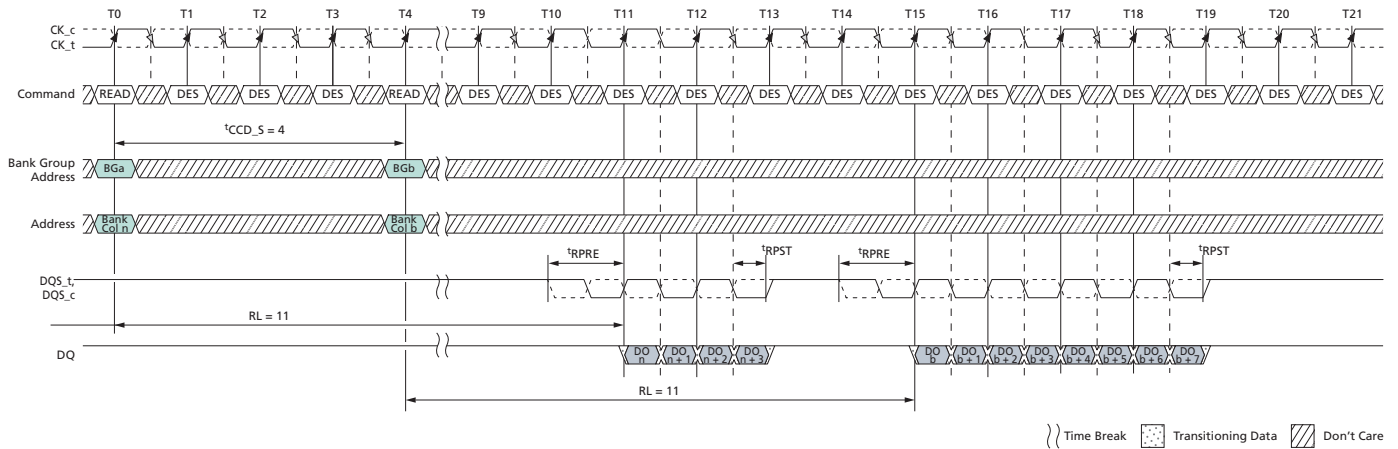 T0 T1 T2 T3 T4 T9 T10 T11 T12 T13 T14 T15 T16 T17 T18 T19 T20 T21
CK_c
CK_t
Command READ DES DES DES READ DES DES DES DES DES DES DES DES DES DES DES DES DES
tCCD_S = 4
Bank Group Address BGa BGb
Address Bank Col n Bank Col b
tRPRE tRPST tRPRE tRPST
DQS_t,
DQS_c
RL = 11
DQ DO n DO n + 1 DO n + 2 DO n + 3 DO b DO b + 1 DO b + 2 DO b + 3 DO b + 4 DO b + 5 DO b + 6 DO b + 7
RL = 11
Time Break Transitioning Data Don't Care